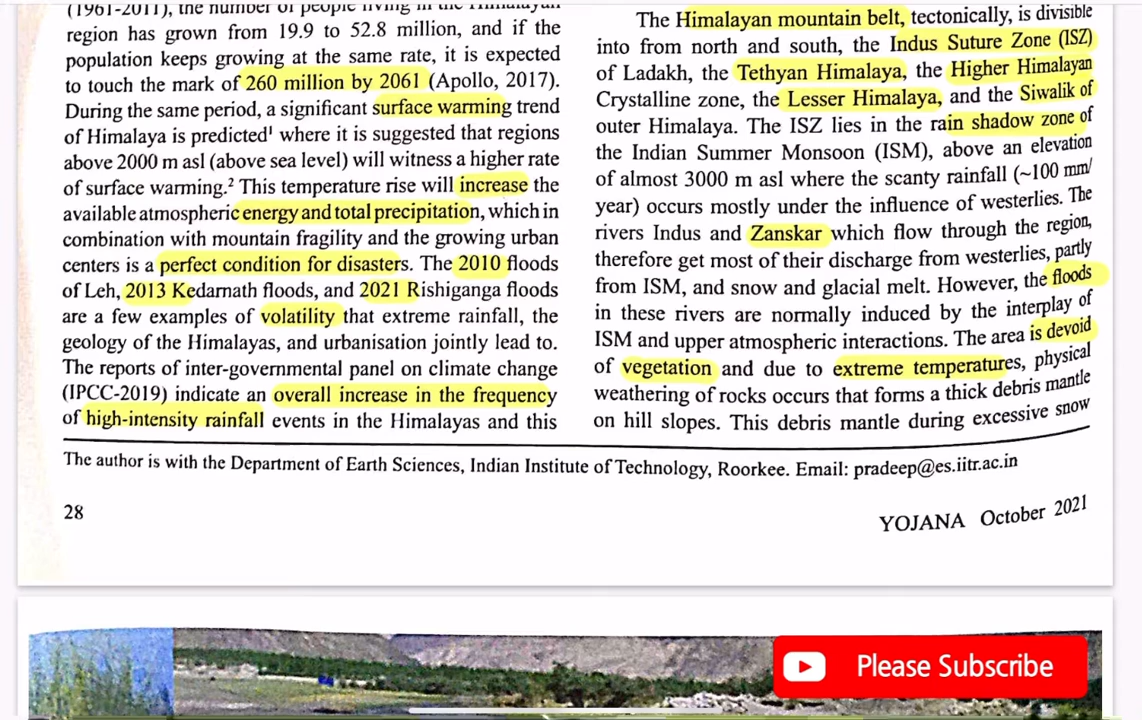 (1961-2011), the number of people living in the Himalayan
region has grown from 19.9 to 52.8 million, and if the
population keeps growing at the same rate, it is expected
to touch the mark of 260 million by 2061 (Apollo, 2017).
During the same period, a significant surface warming trend
of Himalaya is predicted¹ where it is suggested that regions
above 2000 m asl (above sea level) will witness a higher rate
of surface warming.² This temperature rise will increase the
available atmospheric energy and total precipitation, which in
combination with mountain fragility and the growing urban
centers is a perfect condition for disasters. The 2010 floods
of Leh, 2013 Kedarnath floods, and 2021 Rishiganga floods
are a few examples of volatility that extreme rainfall, the
geology of the Himalayas, and urbanisation jointly lead to.
The reports of inter-governmental panel on climate change
(IPCC-2019) indicate an overall increase in the frequency
of high-intensity rainfall events in the Himalayas and this
The Himalayan mountain belt, tectonically, is divisible
into from north and south, the Indus Suture Zone (ISZ)
of Ladakh, the Tethyan Himalaya, the Higher Himalayan
Crystalline zone, the Lesser Himalaya, and the Siwalik of
outer Himalaya. The ISZ lies in the rain shadow zone of
the Indian Summer Monsoon (ISM), above an elevation
of almost 3000 m asl where the scanty rainfall (~100 mm/
year) occurs mostly under the influence of westerlies. The
rivers Indus and Zanskar which flow through the region,
therefore get most of their discharge from westerlies, partly
from ISM, and snow and glacial melt. However, the floods
in these rivers are normally induced by the interplay of
ISM and upper atmospheric interactions. The area is devoid
of vegetation and due to extreme temperatures, physical
weathering of rocks occurs that forms a thick debris mantle
on hill slopes. This debris mantle during excessive snow
The author is with the Department of Earth Sciences, Indian Institute of Technology, Roorkee. Email: pradeep@es.iitr.ac.in
28
YOJANA October 2021
Please Subscribe